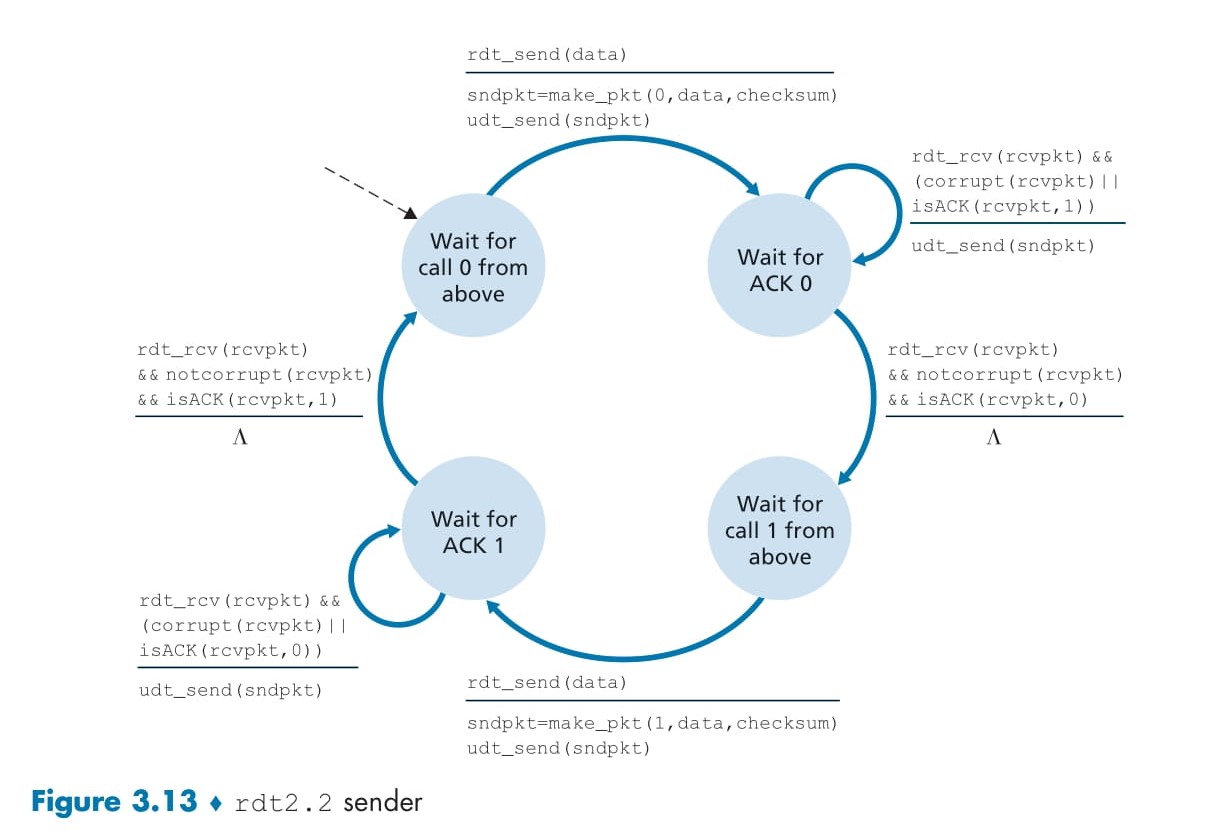 rdt_send(data)
sndpkt=make_pkt(0,data,checksum)
udt_send(sndpkt)
rdt_rcv(rcvpkt) &&
(corrupt(rcvpkt)||
isACK(rcvpkt,1))
udt_send(sndpkt)
Wait for
call 0 from
above
Wait for
ACK 0
rdt_rcv(rcvpkt)
&& notcorrupt(rcvpkt)
&& isACK(rcvpkt,1)
Λ
rdt_rcv(rcvpkt)
&& notcorrupt(rcvpkt)
&& isACK(rcvpkt,0)
Λ
Wait for
ACK 1
Wait for
call 1 from
above
rdt_rcv(rcvpkt) &&
(corrupt(rcvpkt)||
isACK(rcvpkt,0))
udt_send(sndpkt)
rdt_send(data)
sndpkt=make_pkt(1,data,checksum)
udt_send(sndpkt)
Figure 3.13 ♦ rdt2.2 sender